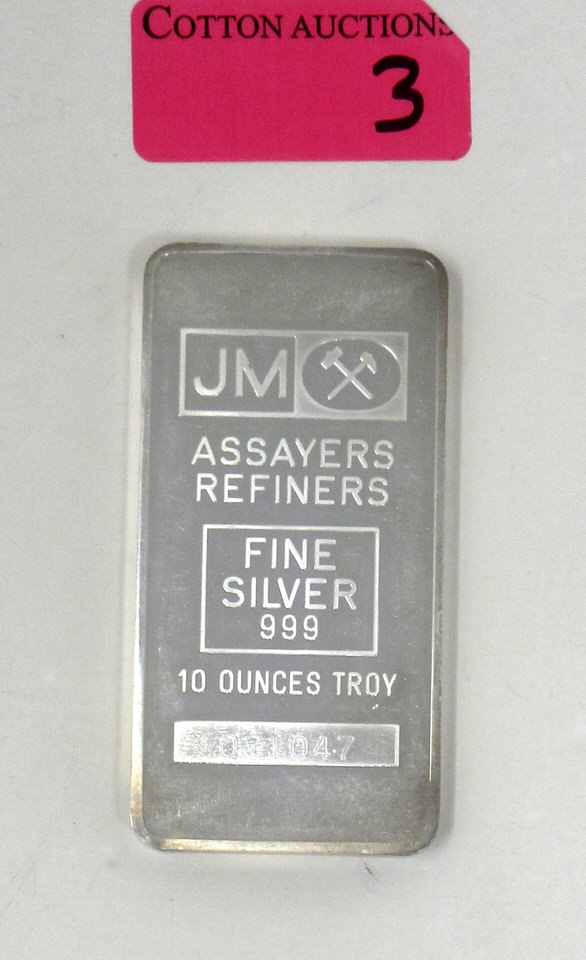 COTTON AUCTIONS
3
JM
ASSAYERS
REFINERS
FINE
SILVER
999
10 OUNCES TROY